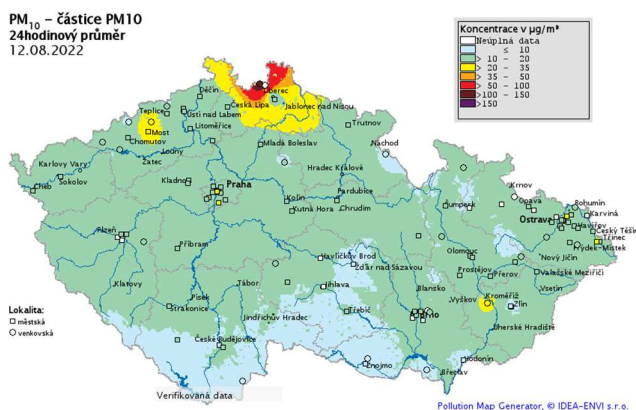 PM10 - částice PM10
24hodinový průměr
12.08.2022
Koncentrace v µg/m³
Neúplná data
≤ 10
> 10 - 20
> 20 - 35
> 35 - 50
> 50 - 100
>100 - 150
>150
Děčín
Liberec
Teplice
Česká Lípa
Jablonec nad Nisou
Ústí nad Labem
Most
Litoměřice
Trutnov
Chomutov
Mladá Boleslav
Náchod
Louny
Žatec
Karlovy Vary
Hradec Králové
Sokolov
Kladno
Praha
Krnov
Cheb
Pardubice
Opava
Bohumín
Kolín
Šumperk
Karviná
Kutná Hora
Chrudim
Ostrava
Havířov
Český Těšín
Plzeň
Třinec
Příbram
Frýdek-Místek
Havlíčkův Brod
Olomouc
Nový Jičín
Žďár nad Sázavou
Prostějov
Přerov
Valašské Meziříčí
Klatovy
Tábor
Jihlava
Blansko
Vsetín
Písek
Vyškov
Kroměříž
Lokalita:
Strakonice
Třebíč
Zlín
městská
Jindřichův Hradec
Brno
venkovská
Uherské Hradiště
České Budějovice
Hodonín
Znojmo
Břeclav
Verifikovaná data
Pollution Map Generator, © IDEA-ENVI s.r.o.